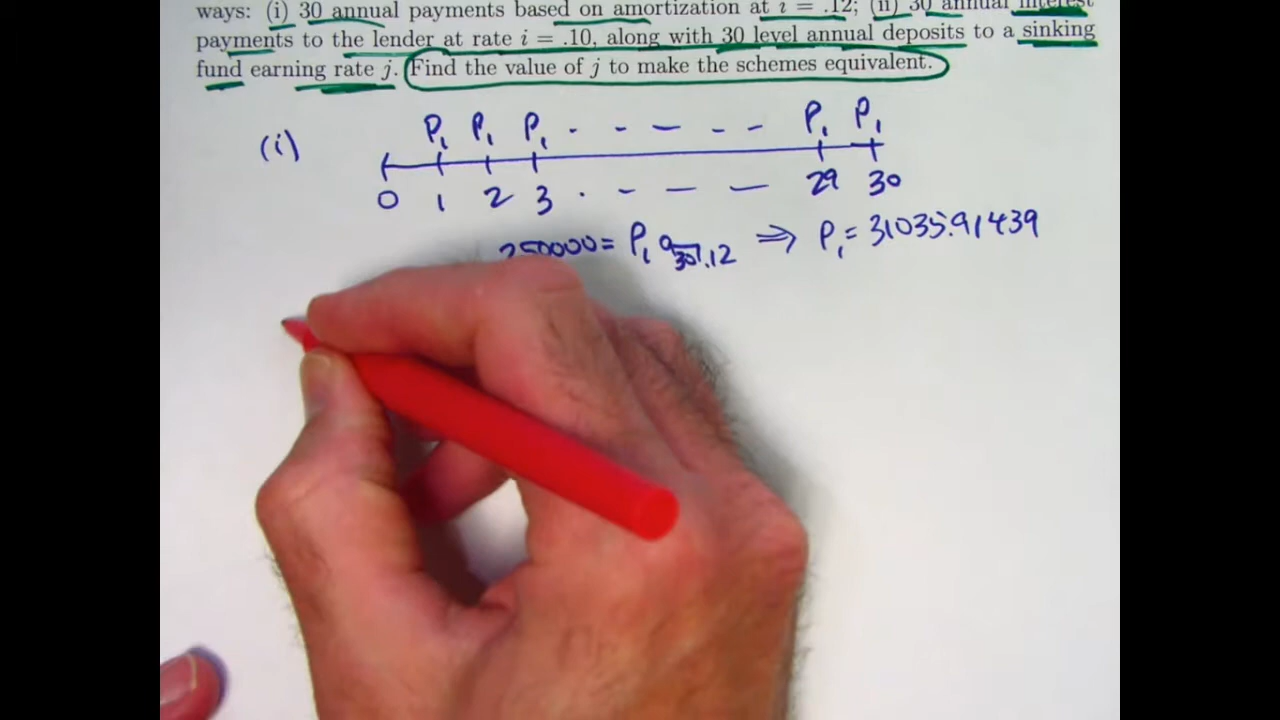 ways: (i) 30 annual payments based on amortization at i = .12; (ii) 30 annual interest
payments to the lender at rate i = .10, along with 30 level annual deposits to a sinking
fund earning rate j. Find the value of j to make the schemes equivalent.
(i) P₁ P₁ P₁ · - — - - P₁ P₁
0 1 2 3 · - — — 29 30
250000 = P₁ a30⌉.12 ⟹ P₁ = 31035.91439